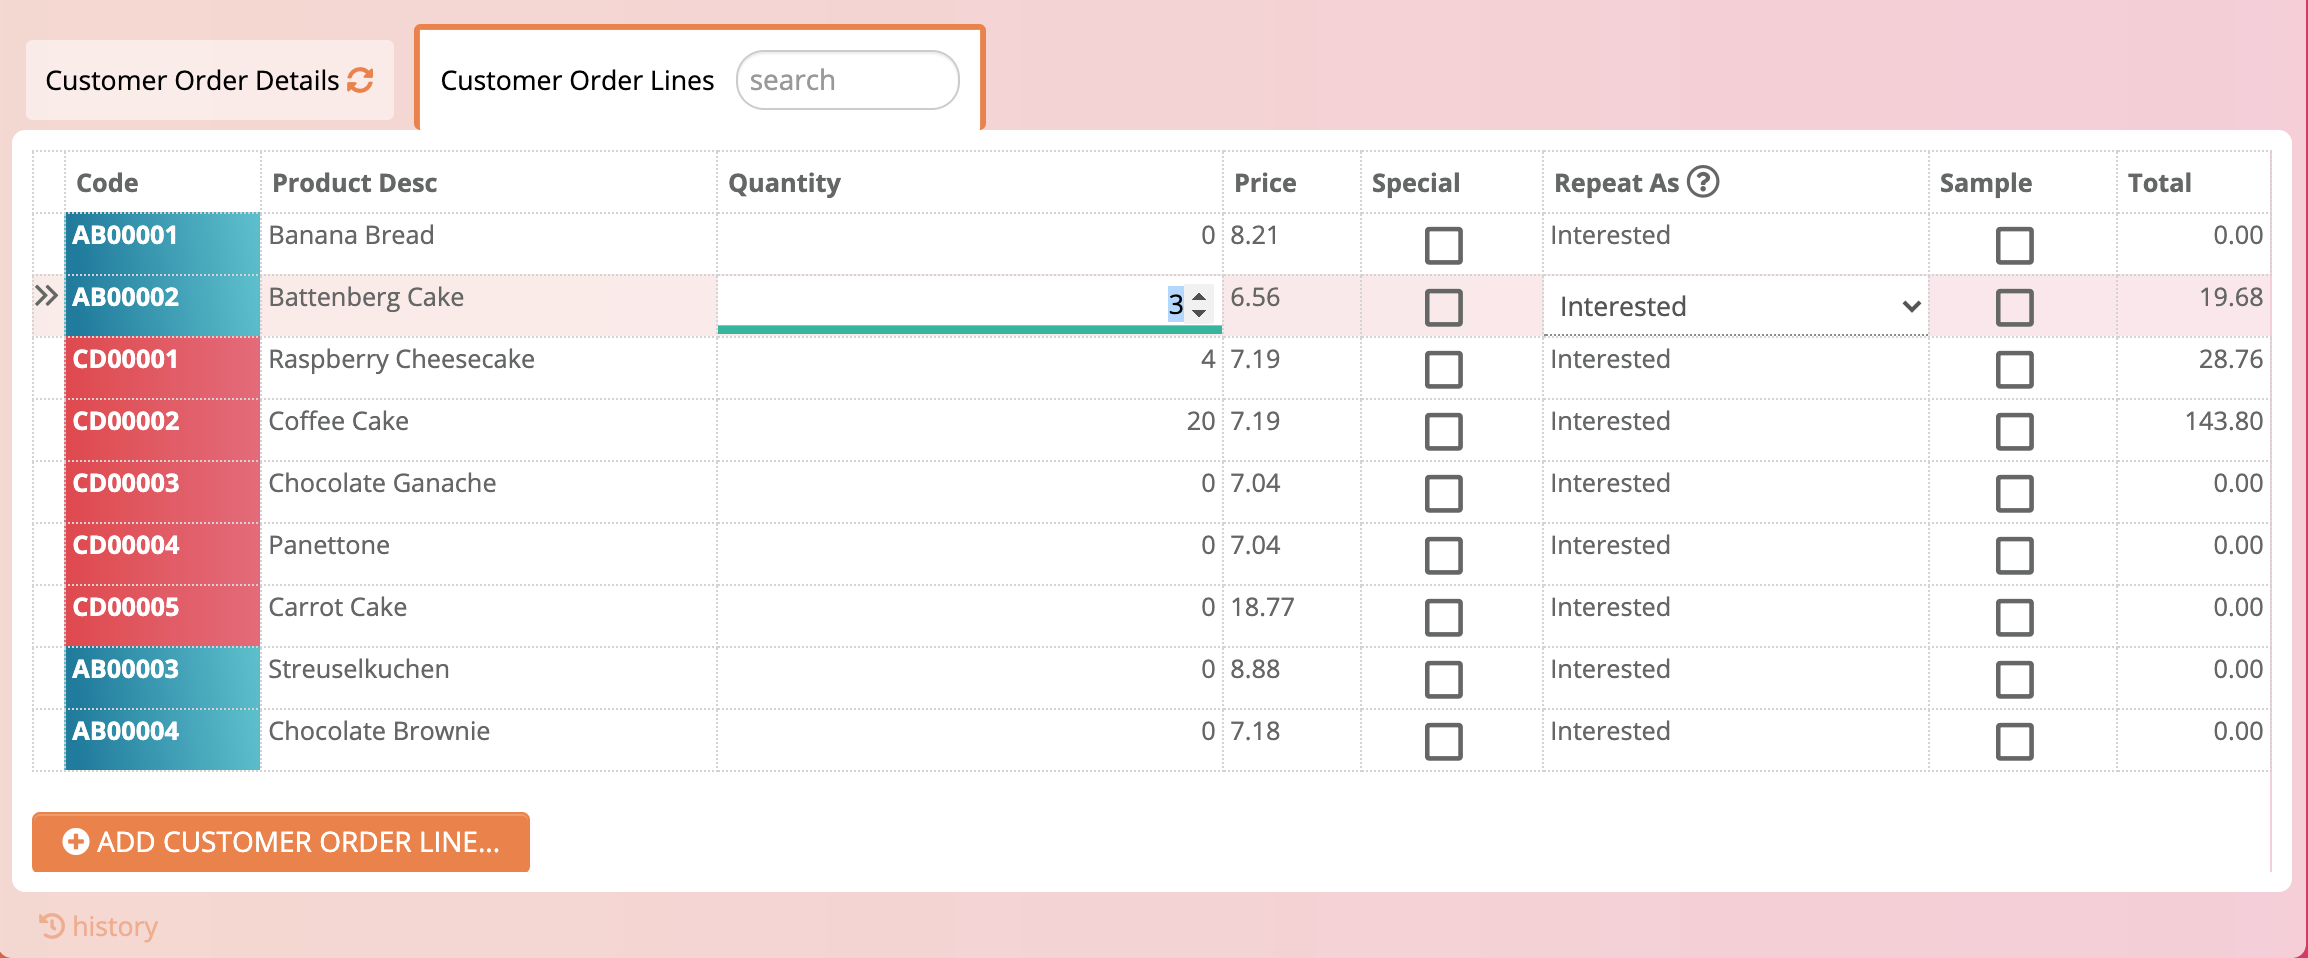 Customer Order Details
Customer Order Lines search
Code Product Desc Quantity Price Special Repeat As ? Sample Total
AB00001 Banana Bread 0 8.21 Interested 0.00
AB00002 Battenberg Cake 3 6.56 Interested 19.68
CD00001 Raspberry Cheesecake 4 7.19 Interested 28.76
CD00002 Coffee Cake 20 7.19 Interested 143.80
CD00003 Chocolate Ganache 0 7.04 Interested 0.00
CD00004 Panettone 0 7.04 Interested 0.00
CD00005 Carrot Cake 0 18.77 Interested 0.00
AB00003 Streuselkuchen 0 8.88 Interested 0.00
AB00004 Chocolate Brownie 0 7.18 Interested 0.00
ADD CUSTOMER ORDER LINE...
history